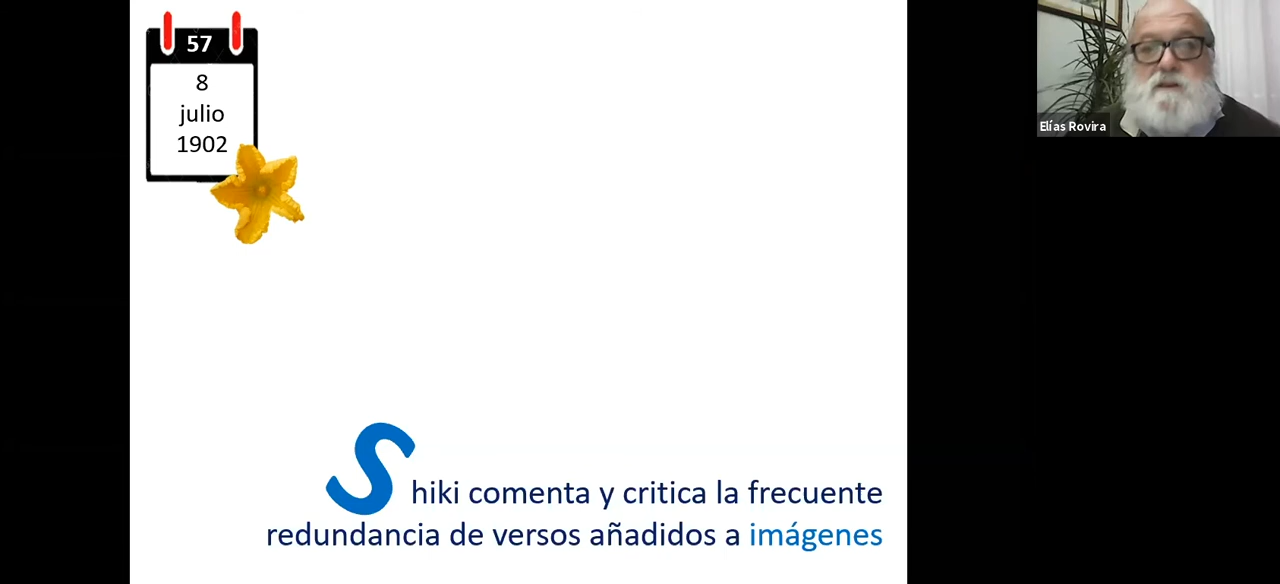 57
8
julio
1902
Elías Rovira
Shiki comenta y critica la frecuente
redundancia de versos añadidos a imágenes